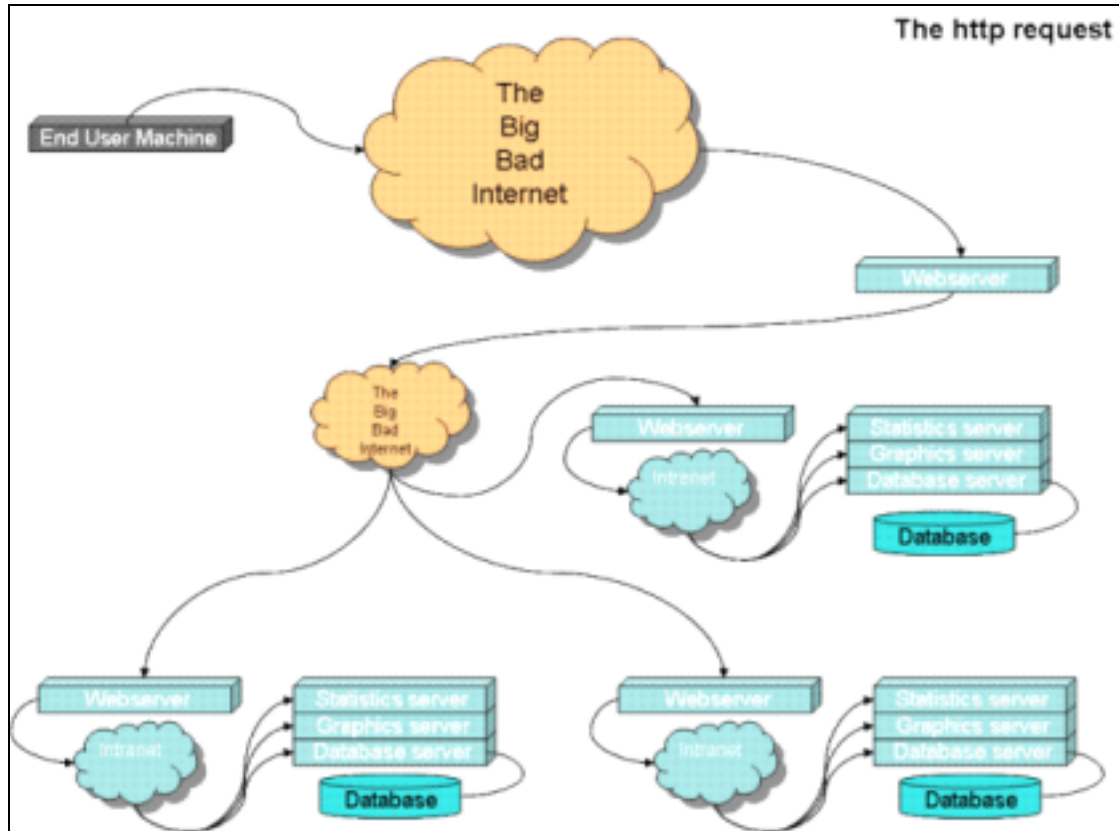 The http request
The
Big
Bad
Internet
End User Machine
Webserver
The
Big
Bad
Internet
Webserver
Statistics server
Graphics server
Database server
Intranet
Database
Webserver
Statistics server
Graphics server
Database server
Intranet
Database
Webserver
Statistics server
Graphics server
Database server
Intranet
Database